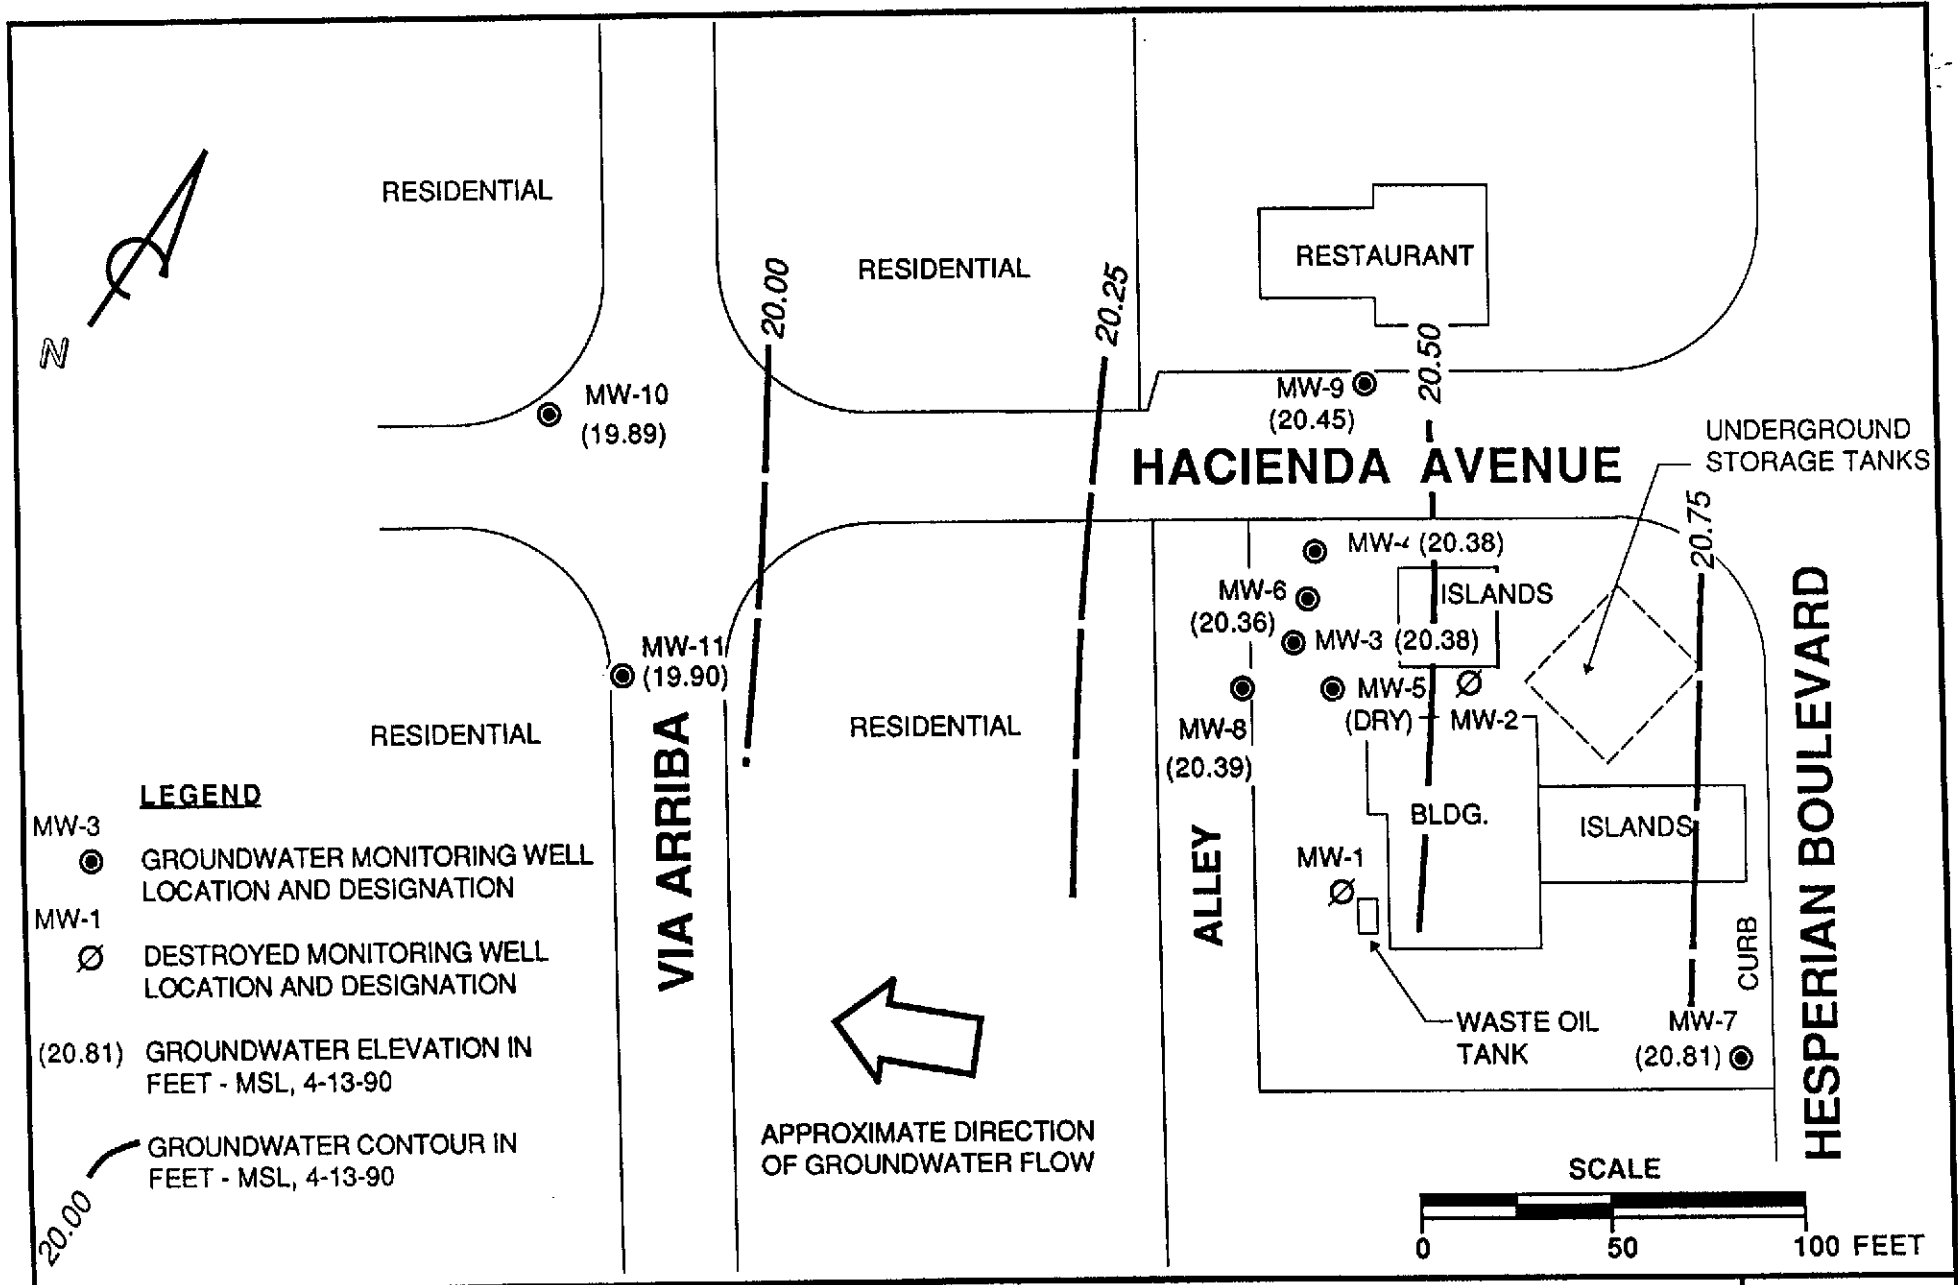 RESIDENTIAL
RESIDENTIAL
RESTAURANT
N
20.00
20.25
20.50
20.75
MW-10
(19.89)
MW-9
(20.45)
HACIENDA AVENUE
UNDERGROUND
STORAGE TANKS
MW-4 (20.38)
ISLANDS
MW-6
(20.36)
MW-3 (20.38)
MW-11
(19.90)
MW-5
(DRY)
MW-2
MW-8
(20.39)
RESIDENTIAL
RESIDENTIAL
VIA ARRIBA
ALLEY
BLDG.
ISLANDS
MW-1
CURB
HESPERIAN BOULEVARD
WASTE OIL
TANK
MW-7
(20.81)
LEGEND
MW-3
GROUNDWATER MONITORING WELL
LOCATION AND DESIGNATION
MW-1
DESTROYED MONITORING WELL
LOCATION AND DESIGNATION
(20.81) GROUNDWATER ELEVATION IN
FEET - MSL, 4-13-90
20.00
GROUNDWATER CONTOUR IN
FEET - MSL, 4-13-90
APPROXIMATE DIRECTION
OF GROUNDWATER FLOW
SCALE
0 50 100 FEET